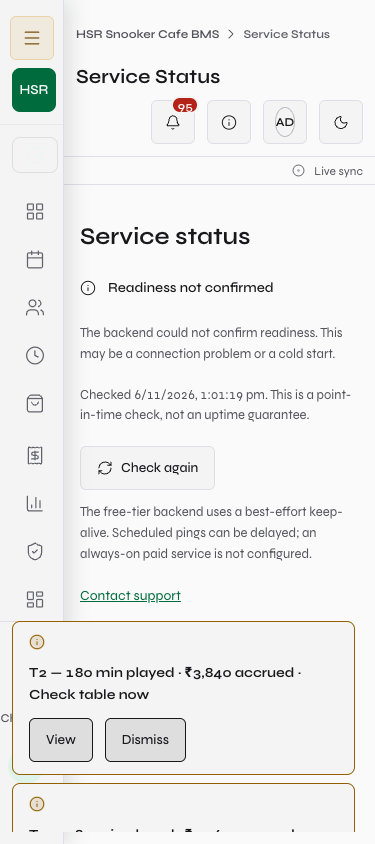 HSR Snooker Cafe BMS > Service Status
HSR
Service Status
95
AD
Live sync
Service status
Readiness not confirmed
The backend could not confirm readiness. This
may be a connection problem or a cold start.
Checked 6/11/2026, 1:01:19 pm. This is a point-
in-time check, not an uptime guarantee.
Check again
The free-tier backend uses a best-effort keep-
alive. Scheduled pings can be delayed; an
always-on paid service is not configured.
Contact support
T2 — 180 min played · ₹3,840 accrued ·
Check table now
View
Dismiss